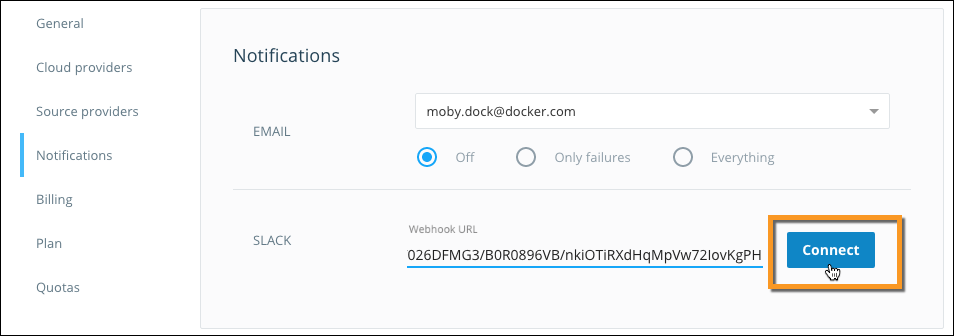 General
Cloud providers
Source providers
Notifications
Billing
Plan
Quotas
Notifications
EMAIL
moby.dock@docker.com
Off Only failures Everything
SLACK
Webhook URL
026DFMG3/B0R0896VB/nkiOTiRXdHqMpVw72IovKgPH
Connect